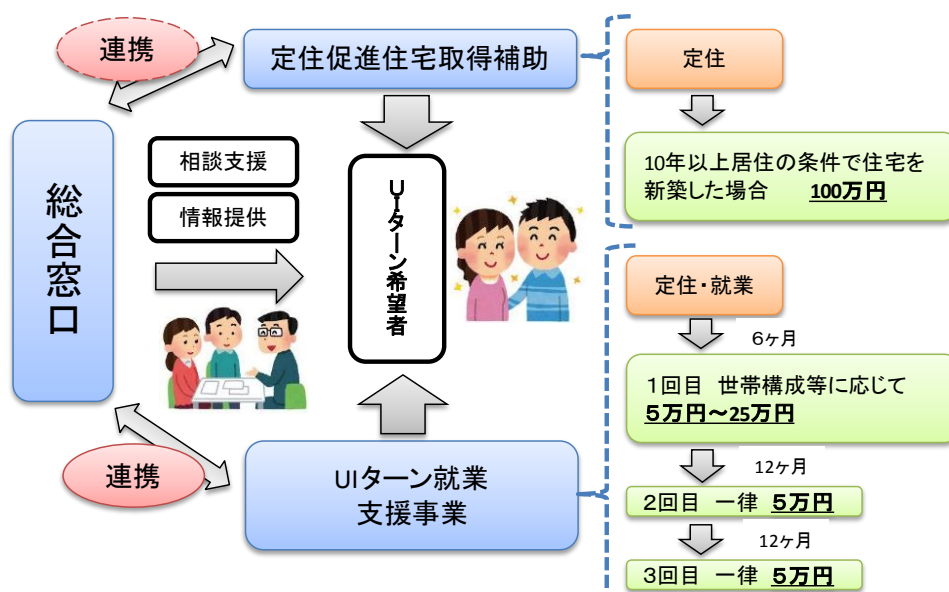 連携
定住促進住宅取得補助
定住
相談支援
情報提供
総合窓口
UIターン希望者
10年以上居住の条件で住宅を
新築した場合　100万円
定住・就業
6ヶ月
1回目　世帯構成等に応じて
5万円～25万円
連携
UIターン就業
支援事業
12ヶ月
2回目　一律　5万円
12ヶ月
3回目　一律　5万円